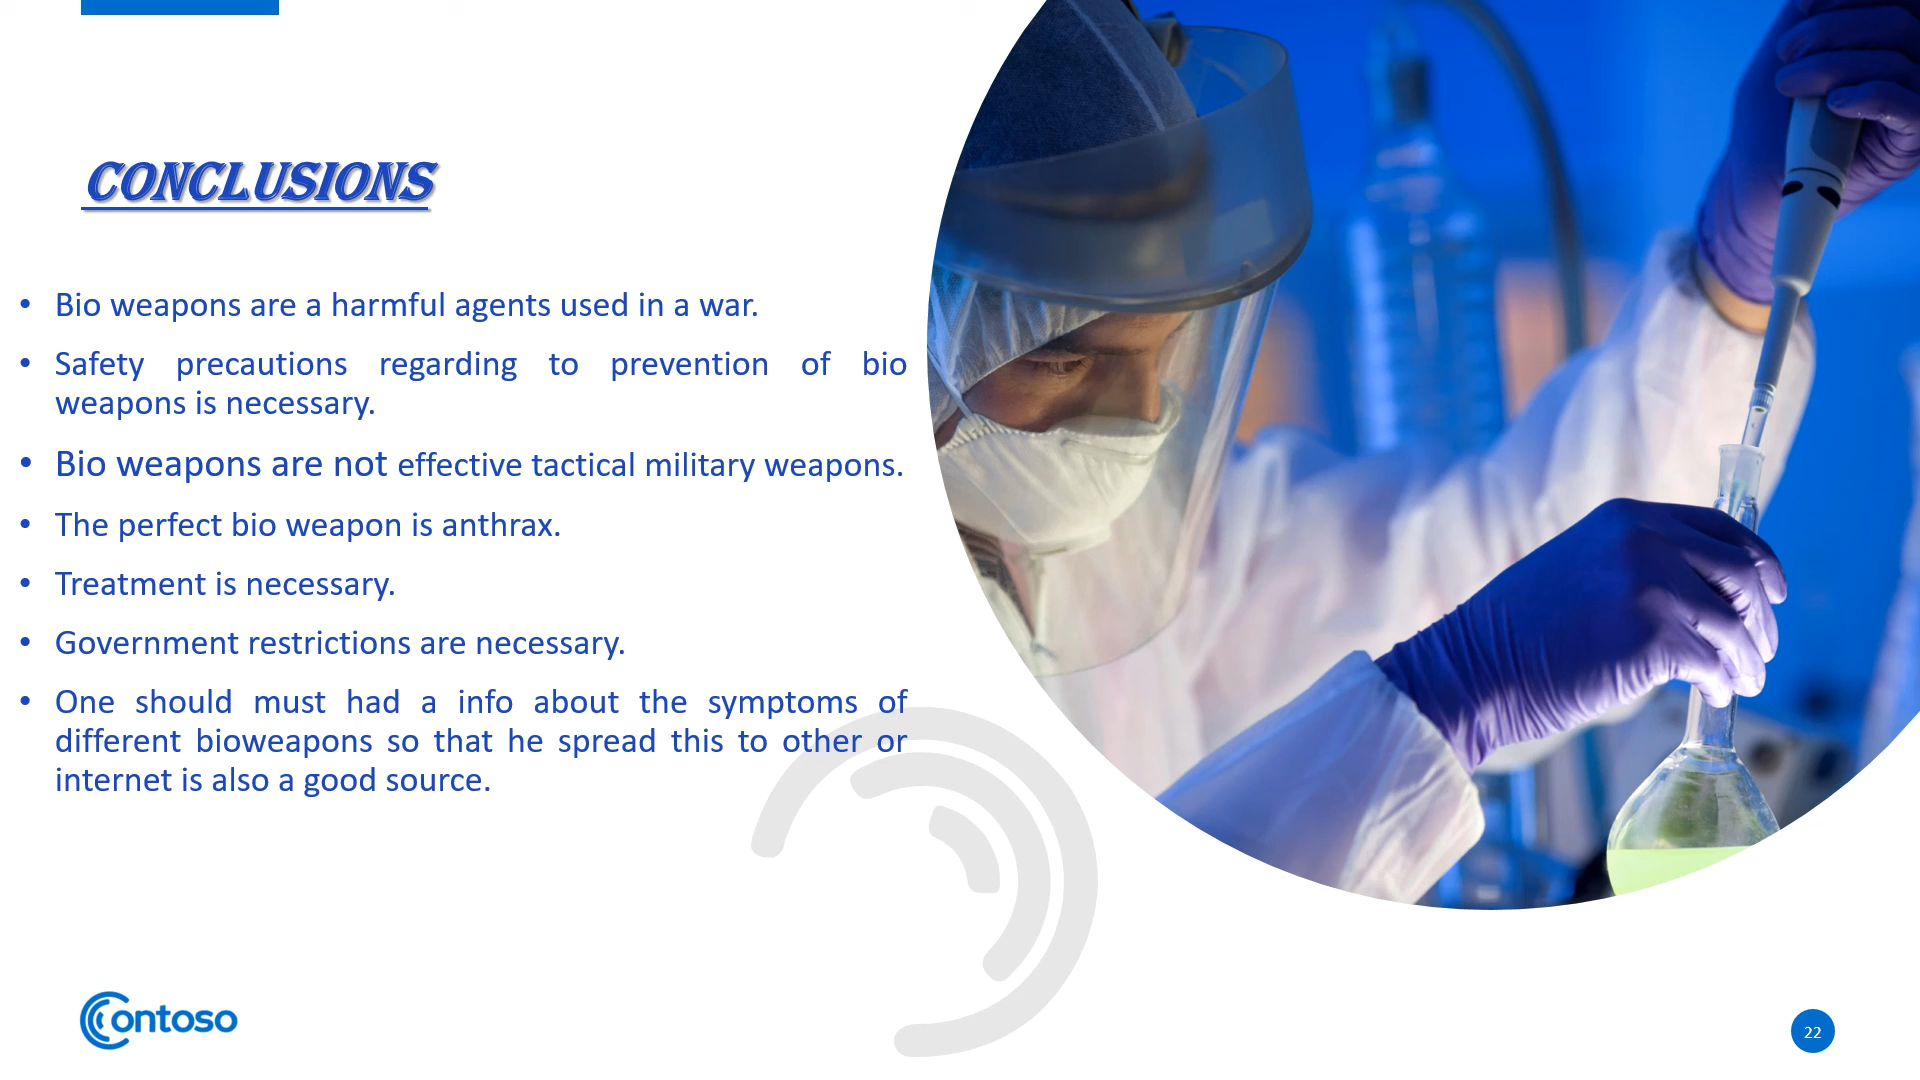 CONCLUSIONS
• Bio weapons are a harmful agents used in a war.
• Safety precautions regarding to prevention of bio
weapons is necessary.
• Bio weapons are not effective tactical military weapons.
• The perfect bio weapon is anthrax.
• Treatment is necessary.
• Government restrictions are necessary.
• One should must had a info about the symptoms of
different bioweapons so that he spread this to other or
internet is also a good source.
Contoso
22